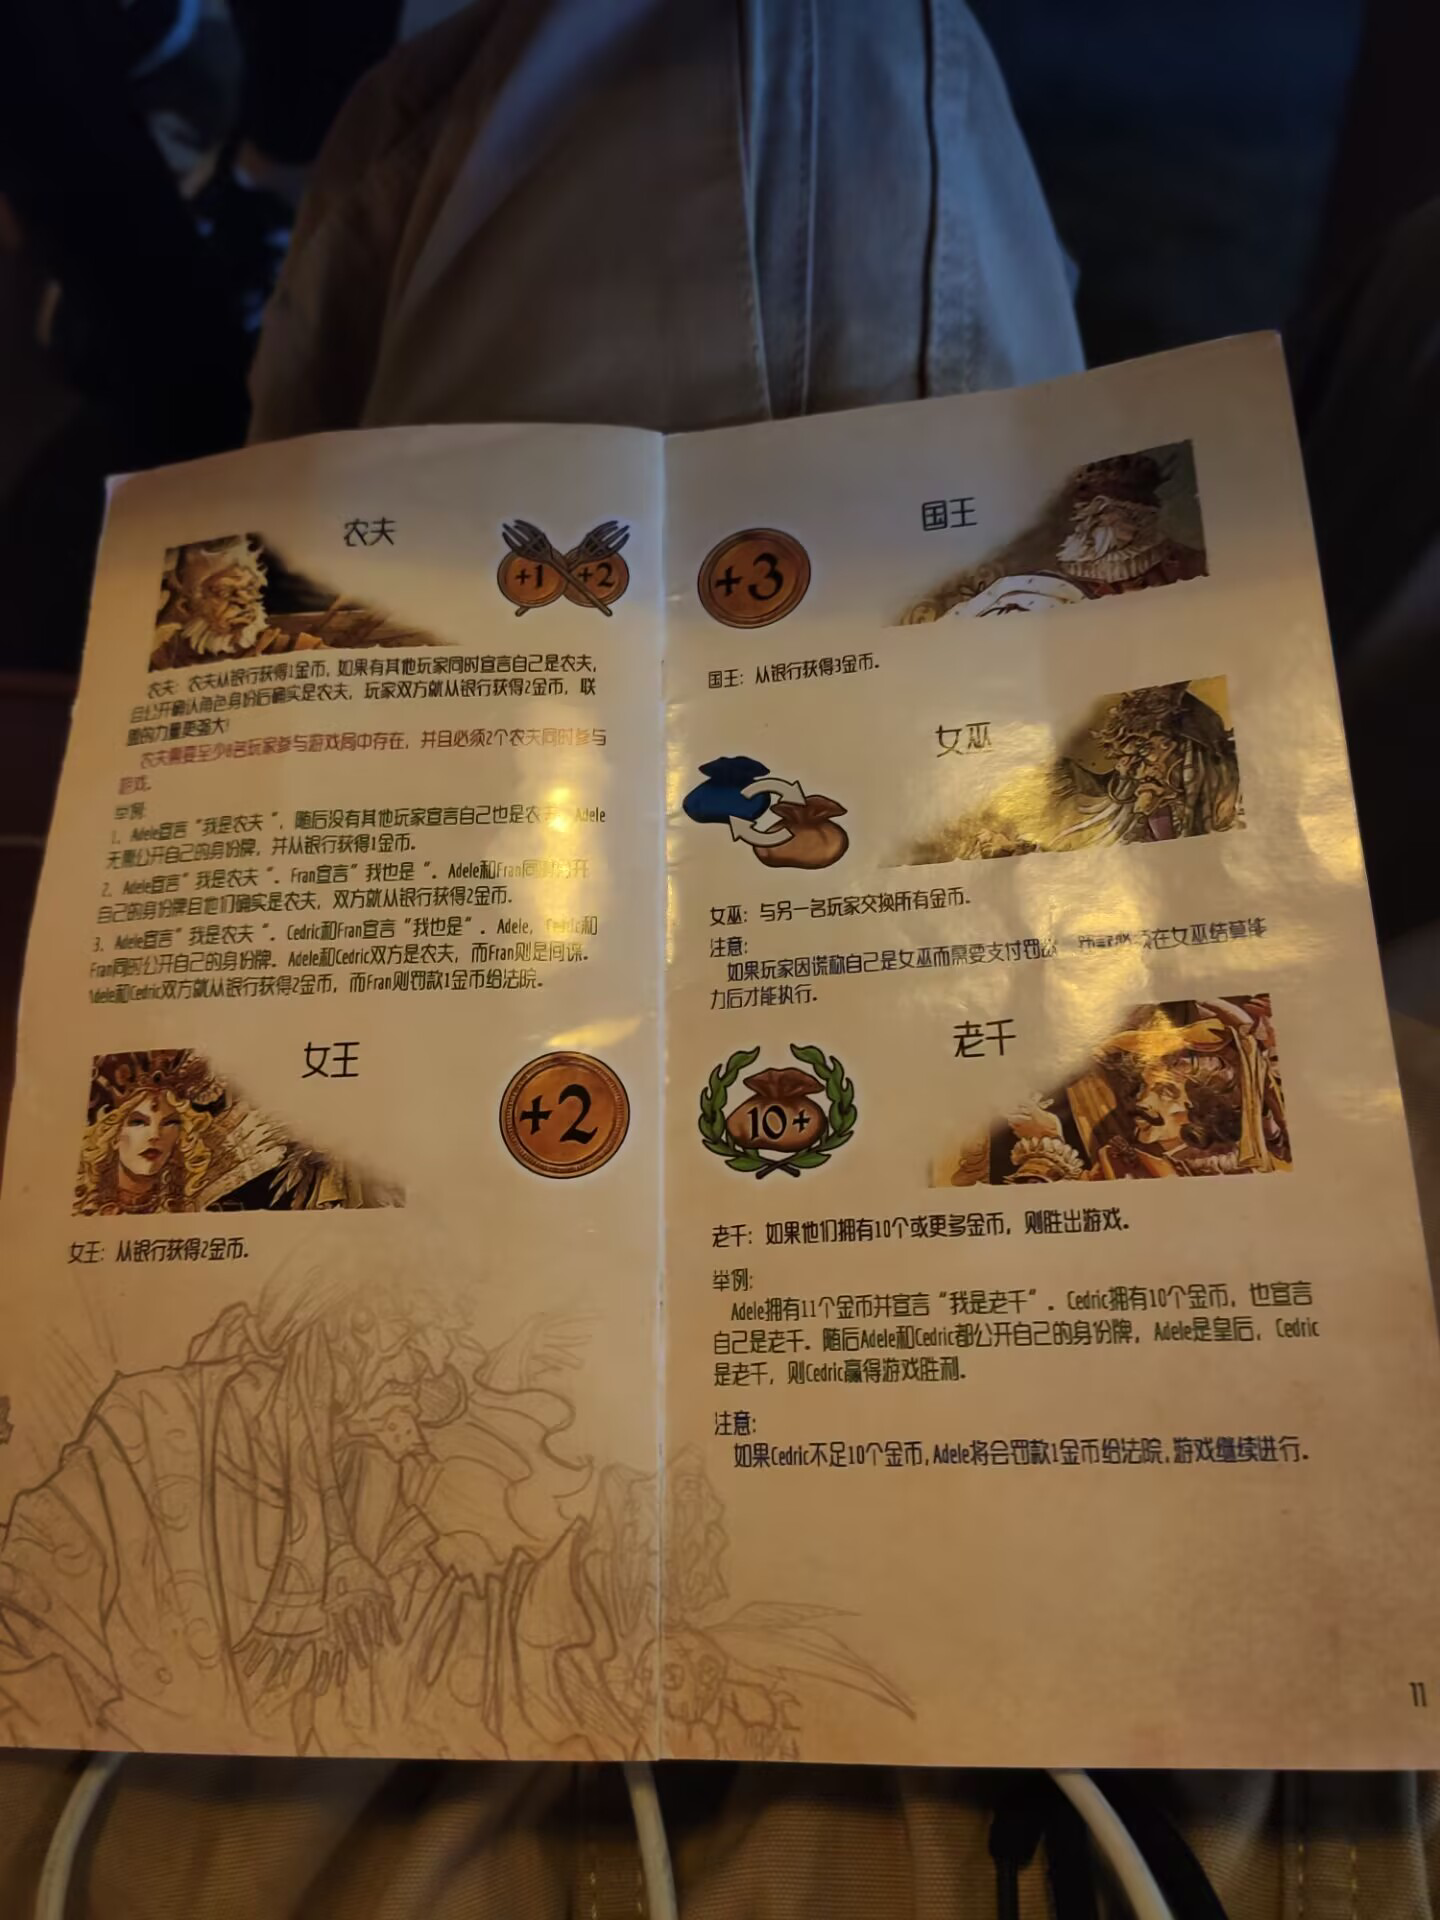 农夫
+1 +2
农夫：农夫从银行获得1金币，如果有其他玩家同时宣言自己是农夫，
且公开确认角色身份后确实是农夫，玩家双方就从银行获得2金币，联
盟的力量更强大！
农夫需要至少8名玩家参与游戏局中存在，并且必须2个农夫同时参与
游戏。
举例：
1、Adele宣言“我是农夫”，随后没有其他玩家宣言自己也是农夫，Adele
无需公开自己的身份牌，并从银行获得1金币。
2、Adele宣言“我是农夫”。Fran宣言“我也是”。Adele和Fran同时公开
自己的身份牌且他们确实是农夫，双方就从银行获得2金币。
3、Adele宣言“我是农夫”。Cedric和Fran宣言“我也是”。Adele，Cedric和
Fran同时公开自己的身份牌。Adele和Cedric双方是农夫，而Fran则是间谍。
Adele和Cedric双方就从银行获得2金币，而Fran则罚款1金币给法院。
女王
+2
女王：从银行获得2金币。
国王
+3
国王：从银行获得3金币。
女巫
女巫：与另一名玩家交换所有金币。
注意：
如果玩家因谎称自己是女巫而需要支付罚款，在女巫结算能
力后才能执行。
老千
10+
老千：如果他们拥有10个或更多金币，则胜出游戏。
举例：
Adele拥有11个金币并宣言“我是老千”。Cedric拥有10个金币，也宣言
自己是老千。随后Adele和Cedric都公开自己的身份牌，Adele是皇后，Cedric
是老千，则Cedric赢得游戏胜利。
注意：
如果Cedric不足10个金币,Adele将会罚款1金币给法院,游戏继续进行。
11